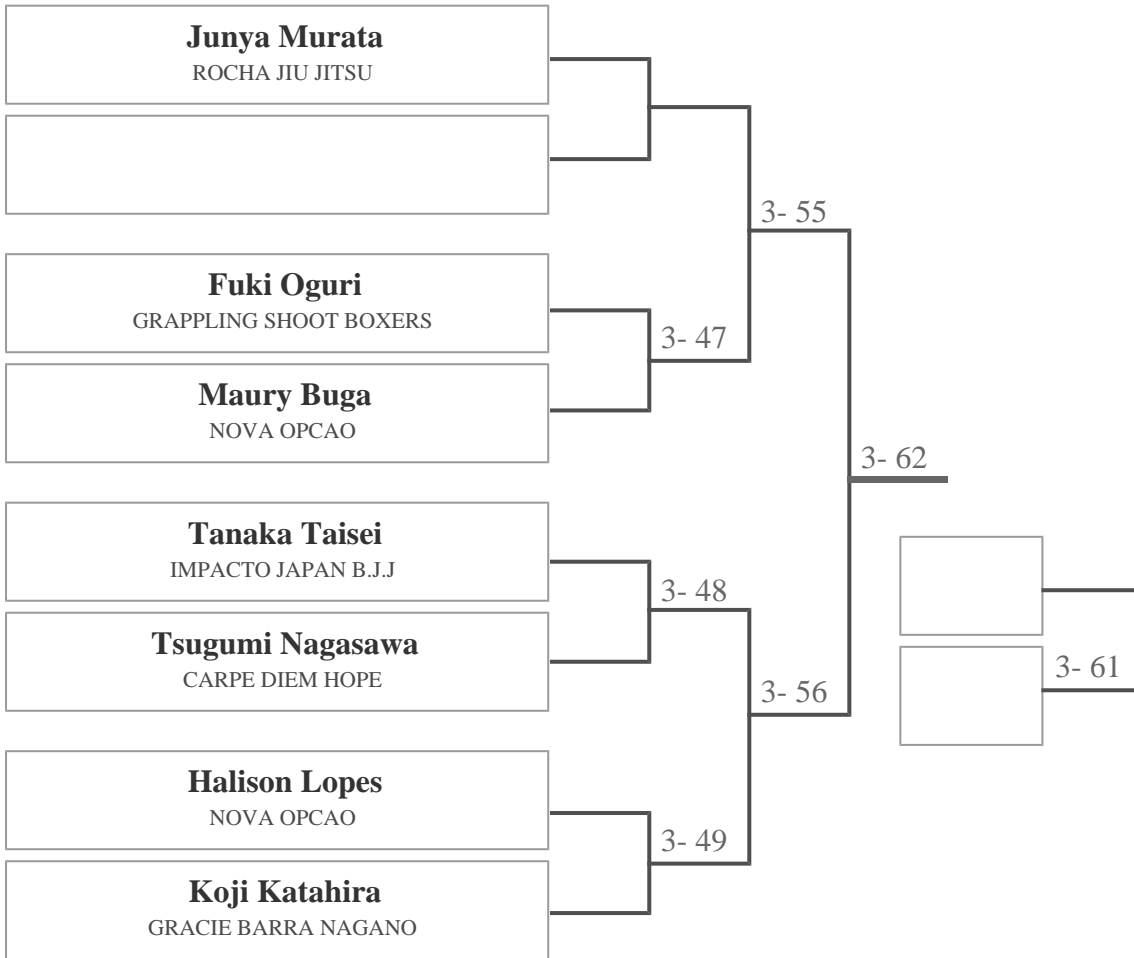 Junya Murata
ROCHA JIU JITSU
3- 55
Fuki Oguri
GRAPPLING SHOOT BOXERS
3- 47
Maury Buga
NOVA OPCAO
3- 62
Tanaka Taisei
IMPACTO JAPAN B.J.J
3- 48
Tsugumi Nagasawa
CARPE DIEM HOPE
3- 56
3- 61
Halison Lopes
NOVA OPCAO
3- 49
Koji Katahira
GRACIE BARRA NAGANO